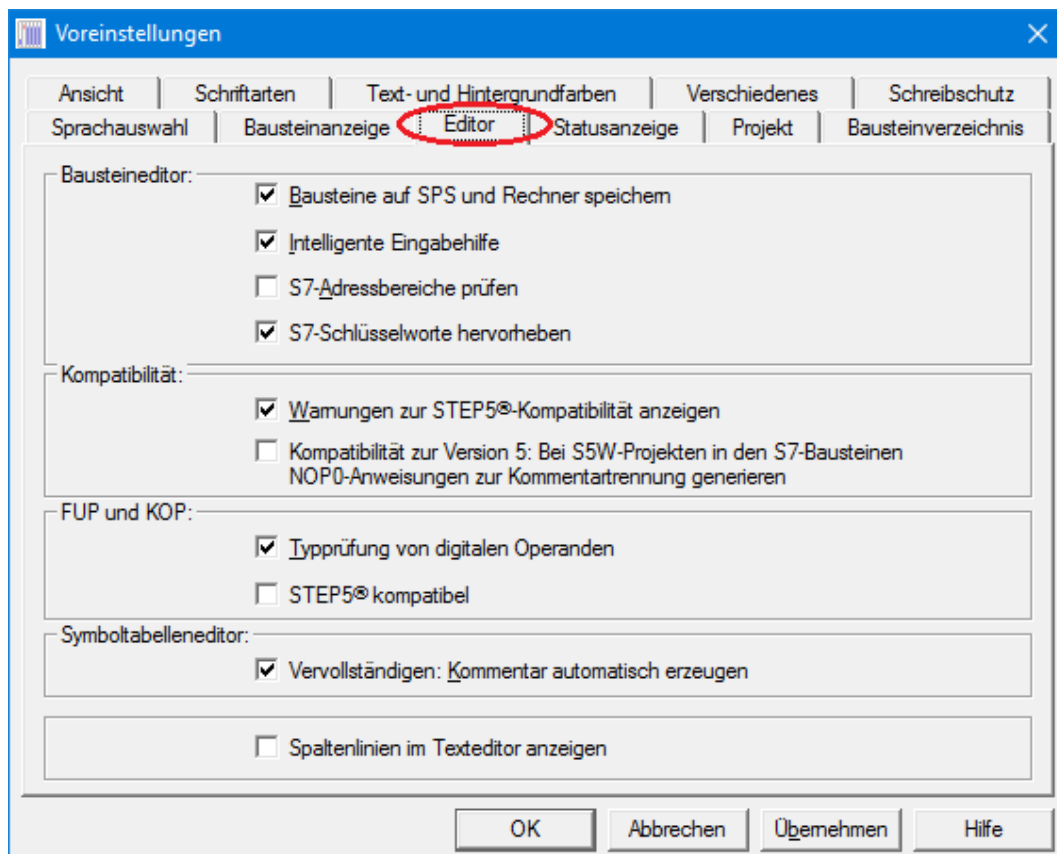 Voreinstellungen
Ansicht
Schriftarten
Text- und Hintergrundfarben
Verschiedenes
Schreibschutz
Sprachauswahl
Bausteinanzeige
Editor
Statusanzeige
Projekt
Bausteinverzeichnis
Bausteineditor:
Bausteine auf SPS und Rechner speichern
Intelligente Eingabehilfe
S7-Adressbereiche prüfen
S7-Schlüsselworte hervorheben
Kompatibilität:
Warnungen zur STEP5®-Kompatibilität anzeigen
Kompatibilität zur Version 5: Bei S5W-Projekten in den S7-Bausteinen
NOP0-Anweisungen zur Kommentartrennung generieren
FUP und KOP:
Typprüfung von digitalen Operanden
STEP5® kompatibel
Symboltabelleneditor:
Vervollständigen: Kommentar automatisch erzeugen
Spaltenlinien im Texteditor anzeigen
OK
Abbrechen
Übernehmen
Hilfe